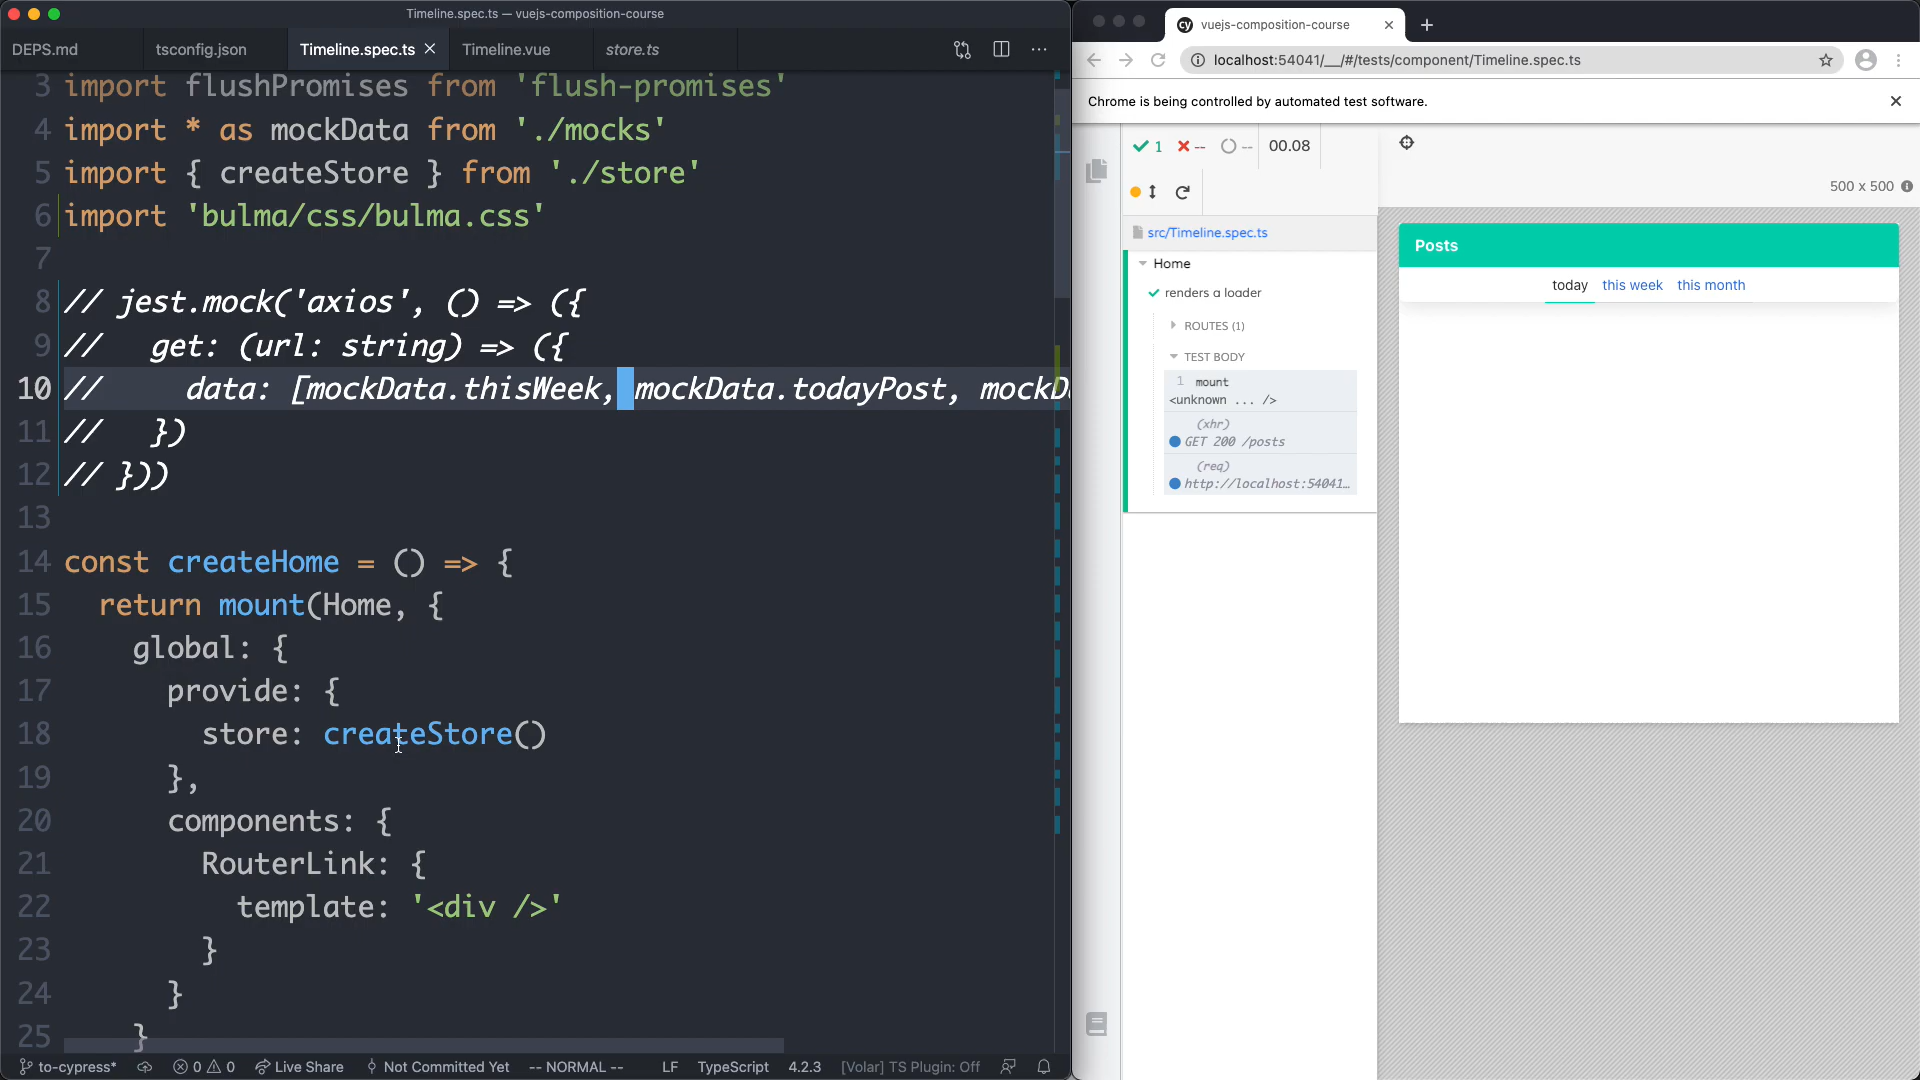 Timeline.spec.ts — vuejs-composition-course
DEPS.md
tsconfig.json
Timeline.spec.ts
Timeline.vue
store.ts
3 import flushPromises from 'flush-promises'
4 import * as mockData from './mocks'
5 import { createStore } from './store'
6 import 'bulma/css/bulma.css'
7
8 // jest.mock('axios', () => ({
9 //   get: (url: string) => ({
10 //     data: [mockData.thisWeek, mockData.todayPost, mockDa
11 //   })
12 // }))
13
14 const createHome = () => {
15   return mount(Home, {
16     global: {
17       provide: {
18         store: createStore()
19       },
20       components: {
21         RouterLink: {
22           template: '<div />'
23         }
24       }
25     }
to-cypress*
0
0
Live Share
Not Committed Yet
-- NORMAL --
LF
TypeScript
4.2.3
[Volar] TS Plugin: Off
cy
vuejs-composition-course
localhost:54041/__/#/tests/component/Timeline.spec.ts
Chrome is being controlled by automated test software.
1
--
--
00.08
500 x 500
src/Timeline.spec.ts
Home
renders a loader
ROUTES (1)
TEST BODY
1 mount
<unknown ... />
(xhr)
GET 200 /posts
(req)
http://localhost:54041…
Posts
today
this week
this month